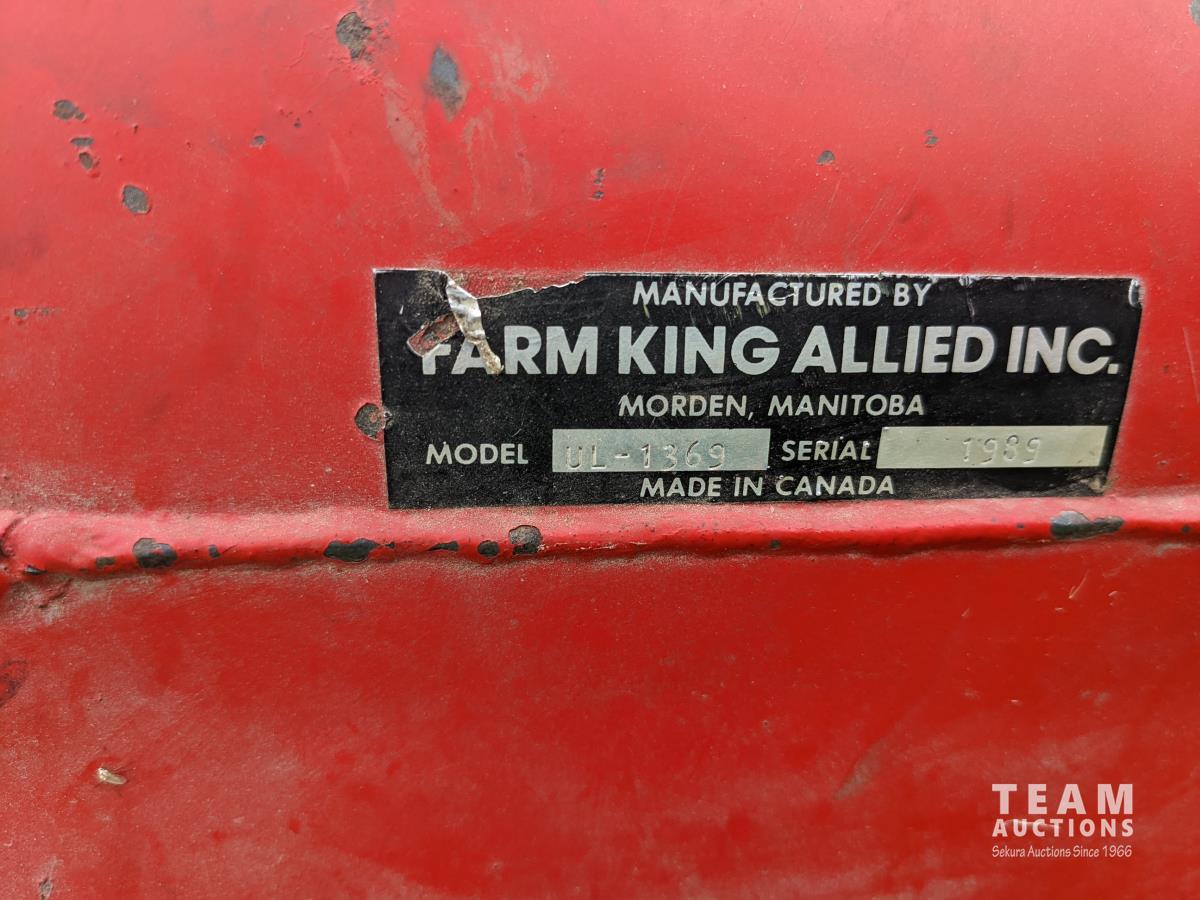 MANUFACTURED BY
FARM KING ALLIED INC.
MORDEN, MANITOBA
MODEL UL-1369 SERIAL 1989
MADE IN CANADA
TEAM
AUCTIONS
Sekura Auctions Since 1966